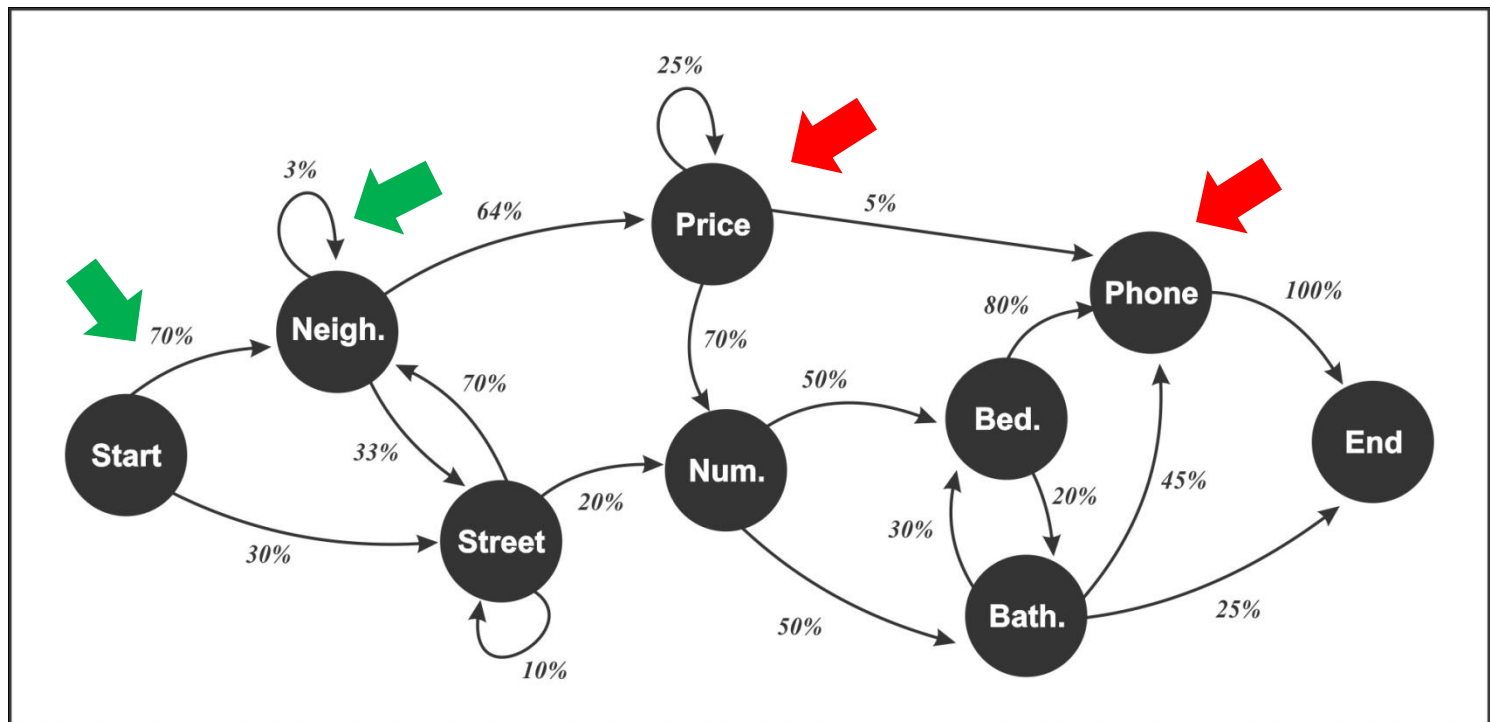 25%
3%
64%
Price
5%
Phone
100%
70%
Neigh.
80%
70%
70%
50%
Bed.
End
Start
33%
Num.
20%
45%
Street
20%
30%
30%
Bath.
25%
50%
10%